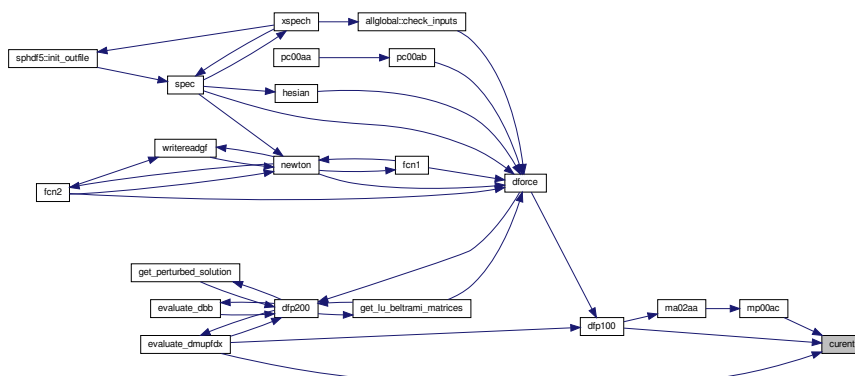 xspech
allglobal::check_inputs
sphdf5::init_outfile
pc00aa
pc00ab
spec
hesian
writereadgf
newton
fcn1
fcn2
dforce
get_perturbed_solution
evaluate_dbb
dfp200
get_lu_beltrami_matrices
ma02aa
mp00ac
dfp100
evaluate_dmupfdx
curent